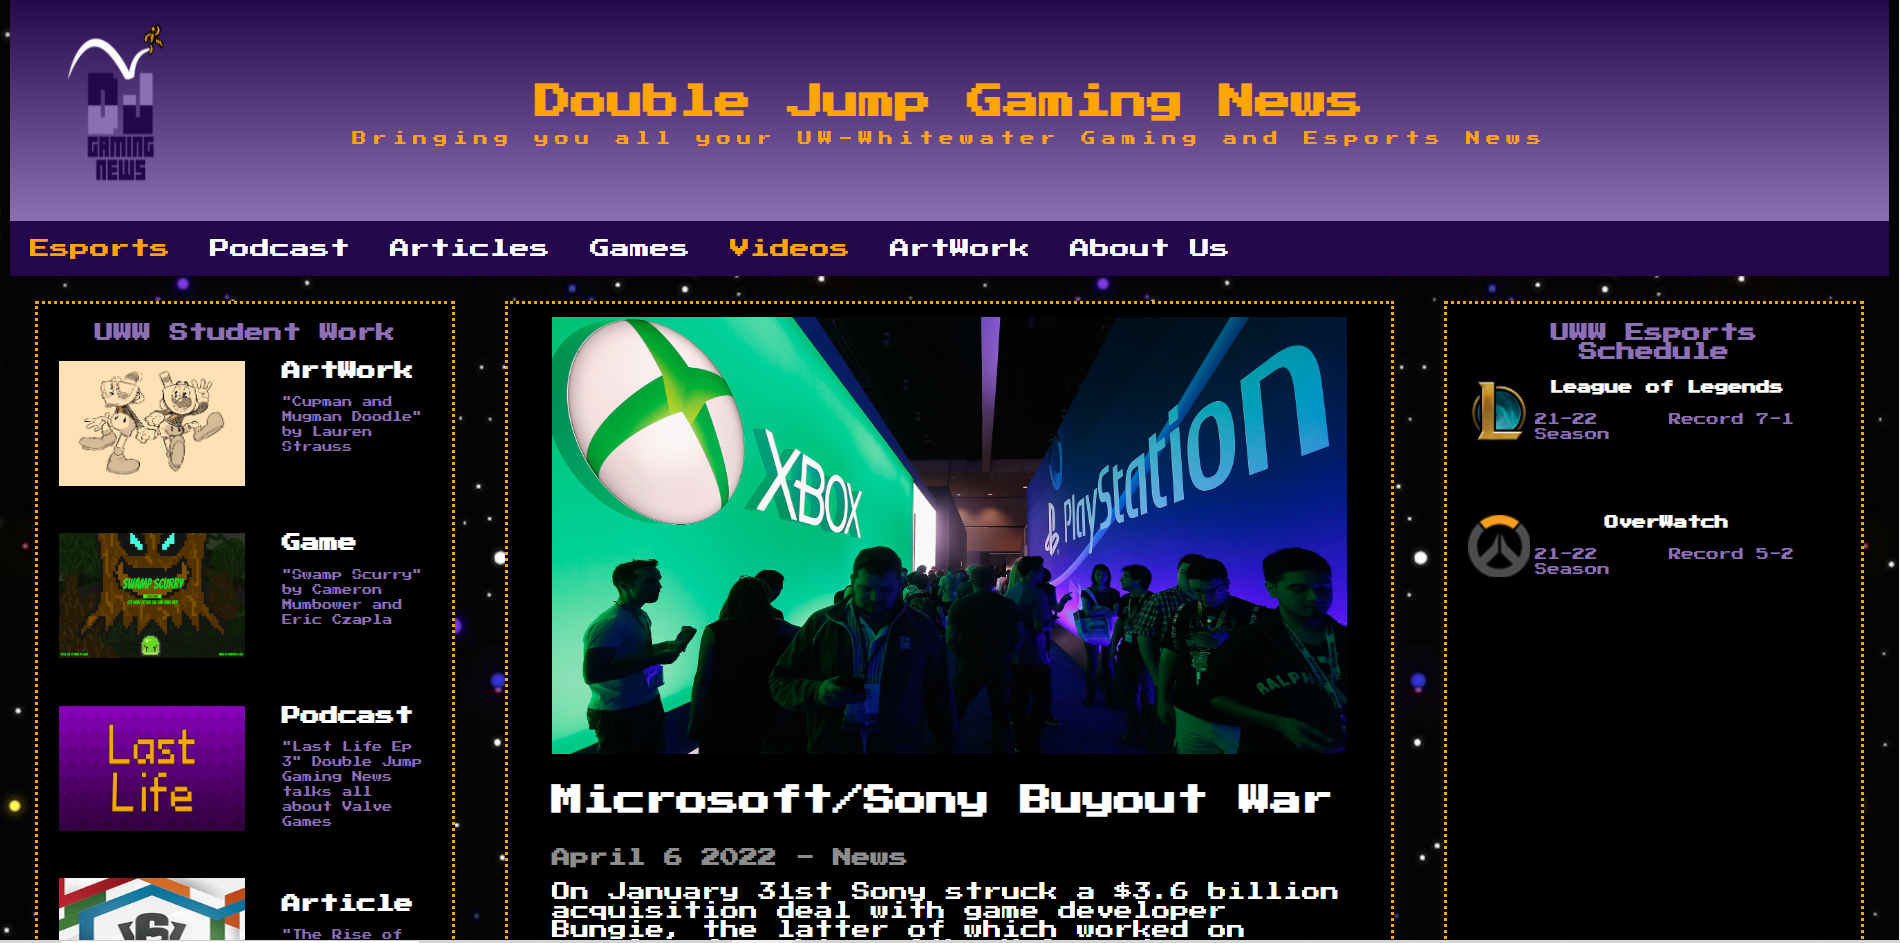 DJ
GAMING
NEWS
Double Jump Gaming News
Bringing you all your UW-Whitewater Gaming and Esports News
Esports Podcast Articles Games Videos ArtWork About Us
UWW Student Work
ArtWork
"Cupman and
Mugman Doodle"
by Lauren
Strauss
SWAMP SCURRY
Game
"Swamp Scurry"
by Cameron
Mumbower and
Eric Czapla
Last
Life
Podcast
"Last Life Ep
3" Double Jump
Gaming News
talks all
about Valve
Games
6
Article
"The Rise of
XBOX
PlayStation
RALPH
Microsoft/Sony Buyout War
April 6 2022 - News
On January 31st Sony struck a $3.6 billion
acquisition deal with game developer
Bungie, the latter of which worked on
UWW Esports
Schedule
League of Legends
21-22
Season
Record 7-1
OverWatch
21-22
Season
Record 5-2